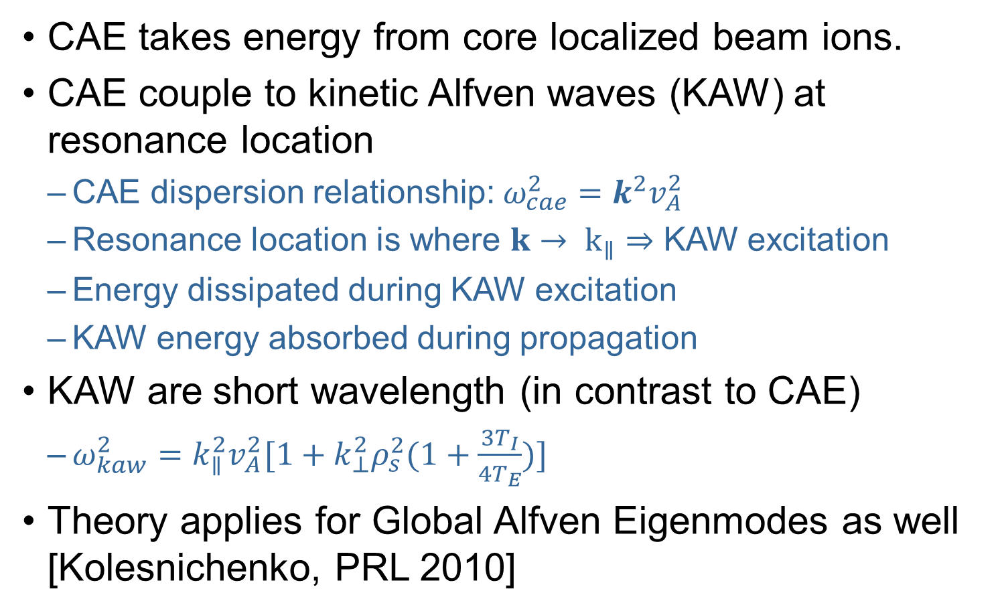 • CAE takes energy from core localized beam ions.
• CAE couple to kinetic Alfven waves (KAW) at
resonance location
– CAE dispersion relationship: $\omega_{cae}^2 = \boldsymbol{k}^2 v_A^2$
– Resonance location is where $\mathbf{k} \rightarrow \mathrm{k}_{\parallel} \Rightarrow$ KAW excitation
– Energy dissipated during KAW excitation
– KAW energy absorbed during propagation
• KAW are short wavelength (in contrast to CAE)
– $\omega_{kaw}^2 = k_{\parallel}^2 v_A^2 [1 + k_{\perp}^2 \rho_s^2 (1 + \frac{3T_I}{4T_E})]$
• Theory applies for Global Alfven Eigenmodes as well
[Kolesnichenko, PRL 2010]